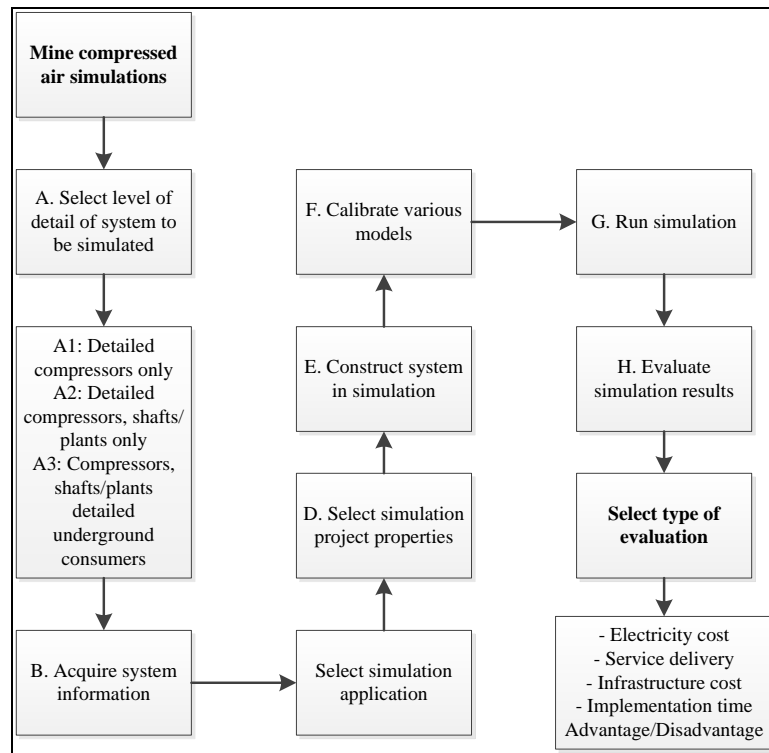 Mine compressed
air simulations
A. Select level of
detail of system to
be simulated
A1: Detailed
compressors only
A2: Detailed
compressors, shafts/
plants only
A3: Compressors,
shafts/plants
detailed
underground
consumers
B. Acquire system
information
Select simulation
application
D. Select simulation
project properties
E. Construct system
in simulation
F. Calibrate various
models
G. Run simulation
H. Evaluate
simulation results
Select type of
evaluation
- Electricity cost
- Service delivery
- Infrastructure cost
- Implementation time
Advantage/Disadvantage